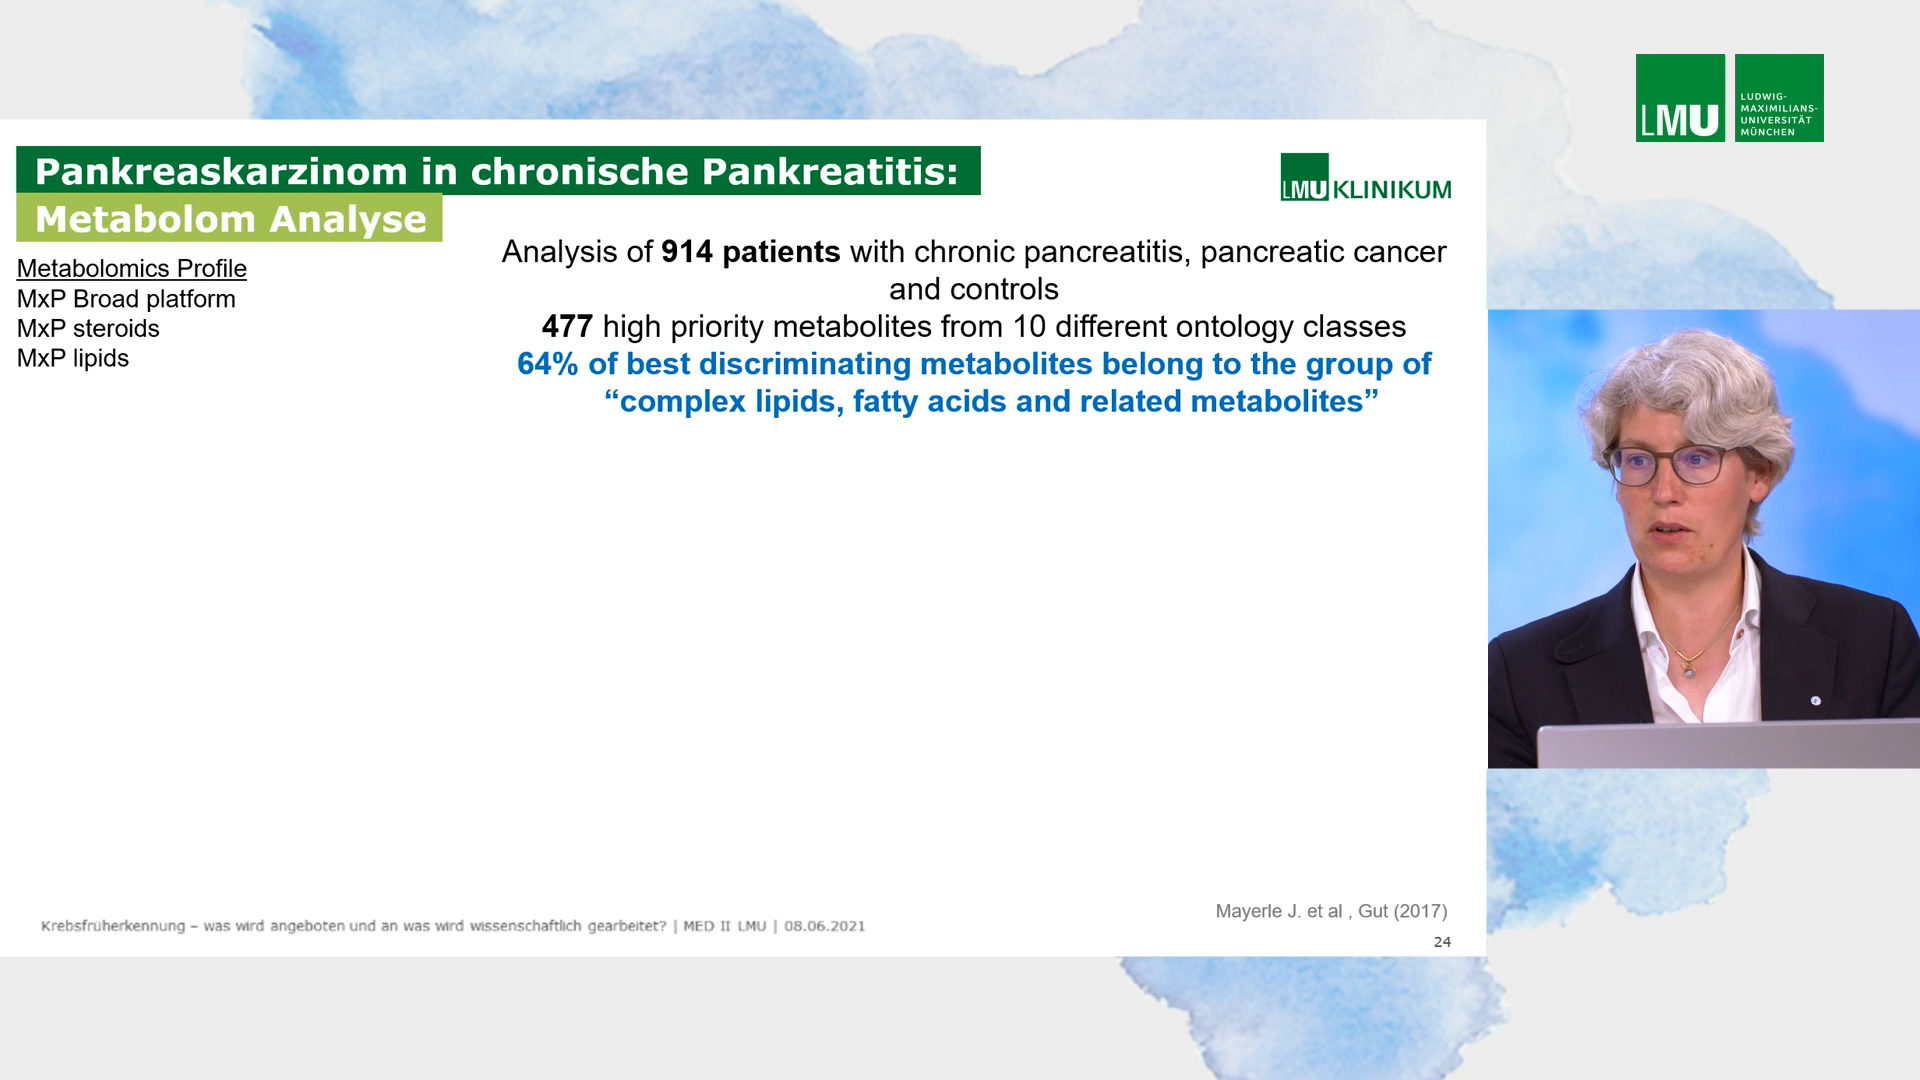 LMU
LUDWIG-
MAXIMILIANS-
UNIVERSITÄT
MÜNCHEN
Pankreaskarzinom in chronische Pankreatitis:
Metabolom Analyse
LMU KLINIKUM
Metabolomics Profile
MxP Broad platform
MxP steroids
MxP lipids
Analysis of 914 patients with chronic pancreatitis, pancreatic cancer
and controls
477 high priority metabolites from 10 different ontology classes
64% of best discriminating metabolites belong to the group of
“complex lipids, fatty acids and related metabolites”
Mayerle J. et al , Gut (2017)
Krebsfrüherkennung – was wird angeboten und an was wird wissenschaftlich gearbeitet? | MED II LMU | 08.06.2021
24